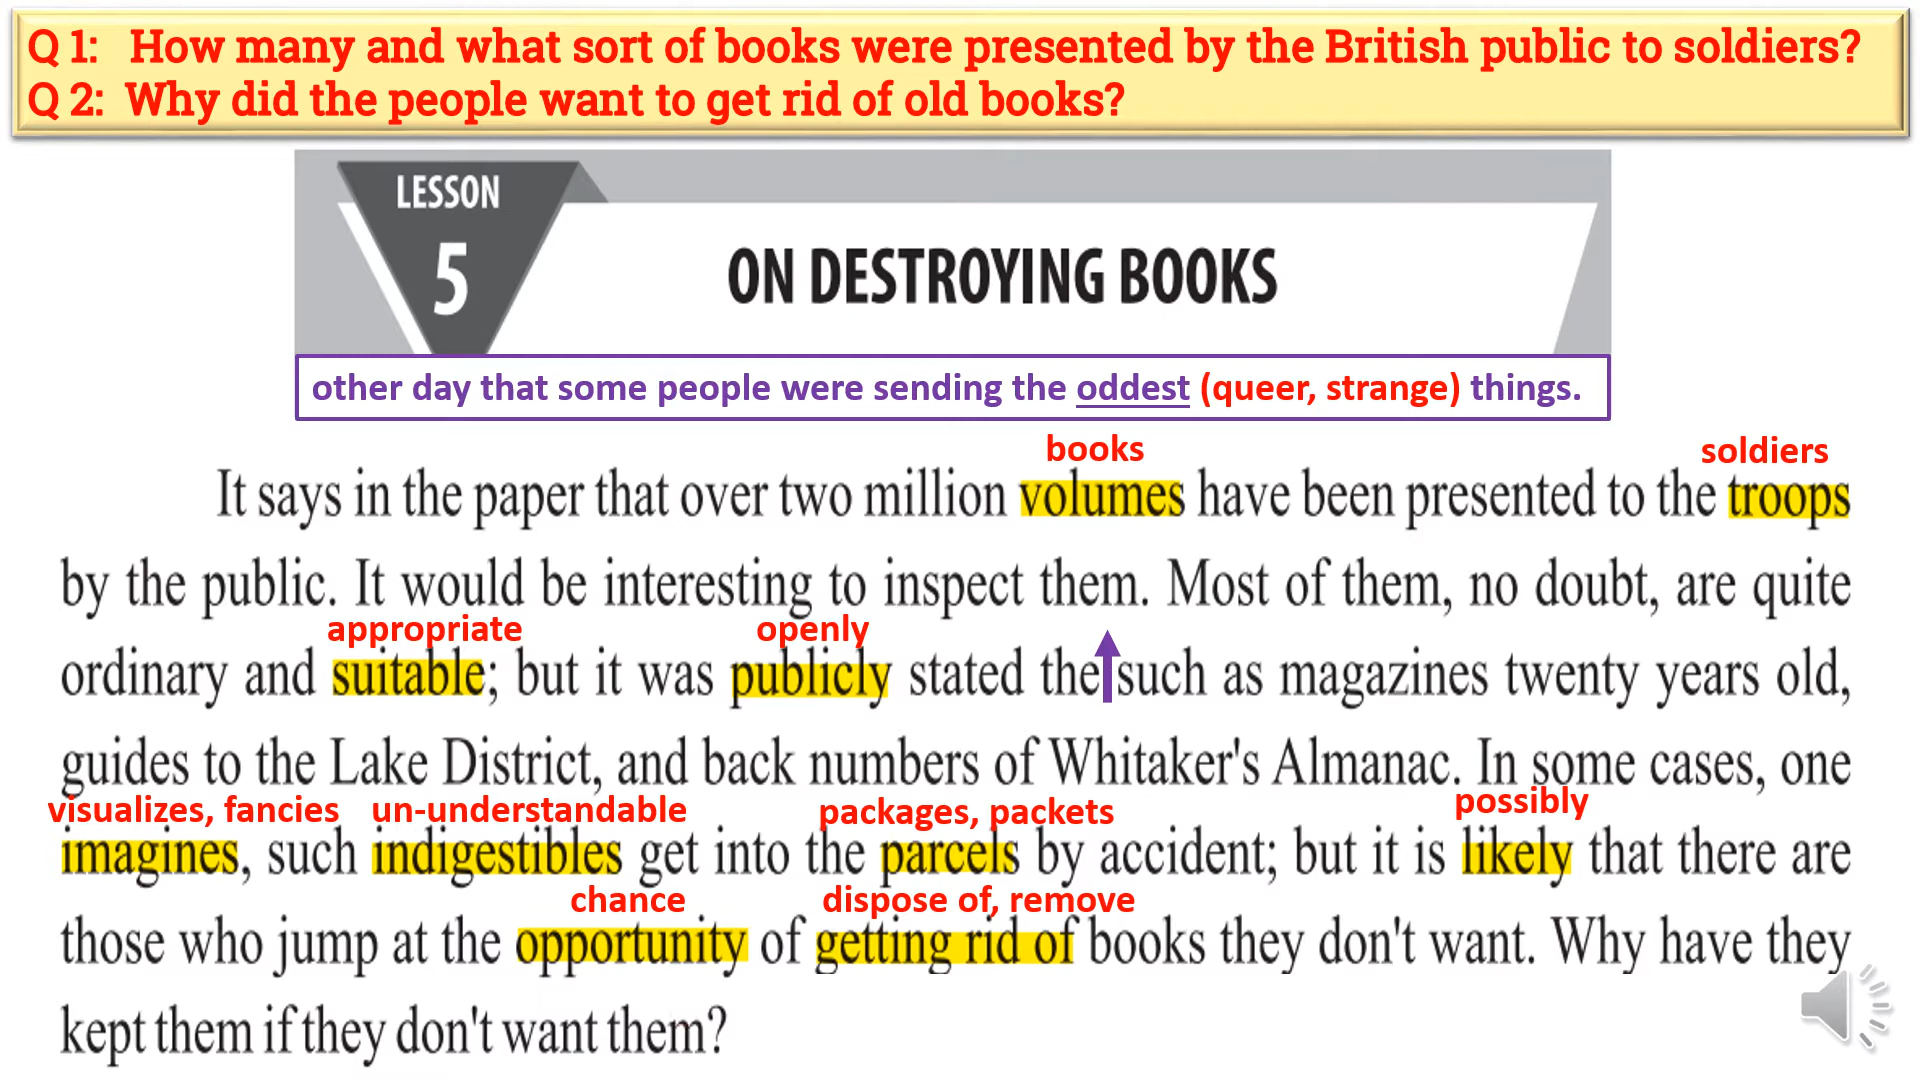 Q 1: How many and what sort of books were presented by the British public to soldiers?
Q 2: Why did the people want to get rid of old books?
LESSON
5
ON DESTROYING BOOKS
other day that some people were sending the oddest (queer, strange) things.
books soldiers
It says in the paper that over two million volumes have been presented to the troops
by the public. It would be interesting to inspect them. Most of them, no doubt, are quite
appropriate openly
ordinary and suitable; but it was publicly stated the such as magazines twenty years old,
guides to the Lake District, and back numbers of Whitaker's Almanac. In some cases, one
visualizes, fancies un-understandable packages, packets possibly
imagines, such indigestibles get into the parcels by accident; but it is likely that there are
chance dispose of, remove
those who jump at the opportunity of getting rid of books they don't want. Why have they
kept them if they don't want them?